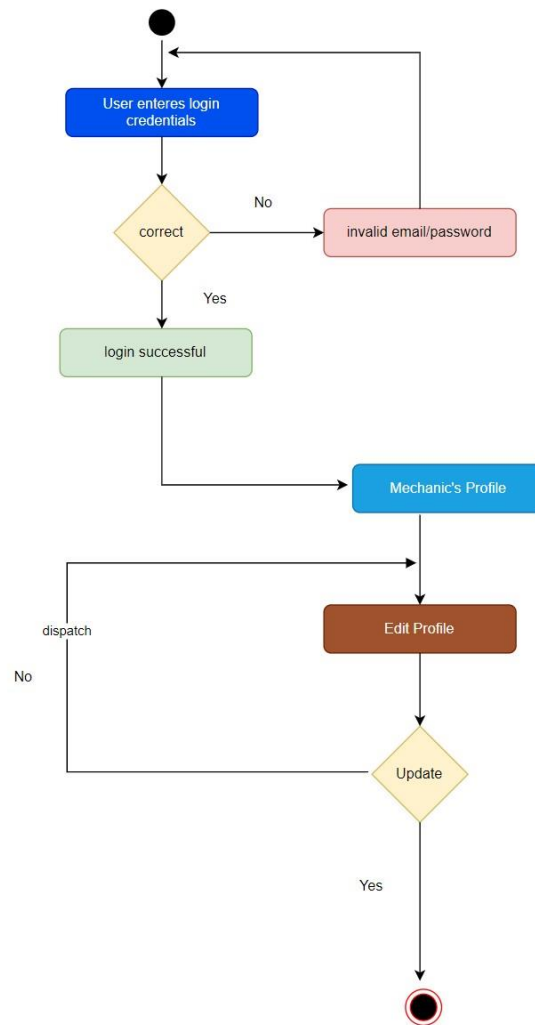 User enteres login
credentials
No
correct
invalid email/password
Yes
login successful
Mechanic's Profile
dispatch
Edit Profile
No
Update
Yes